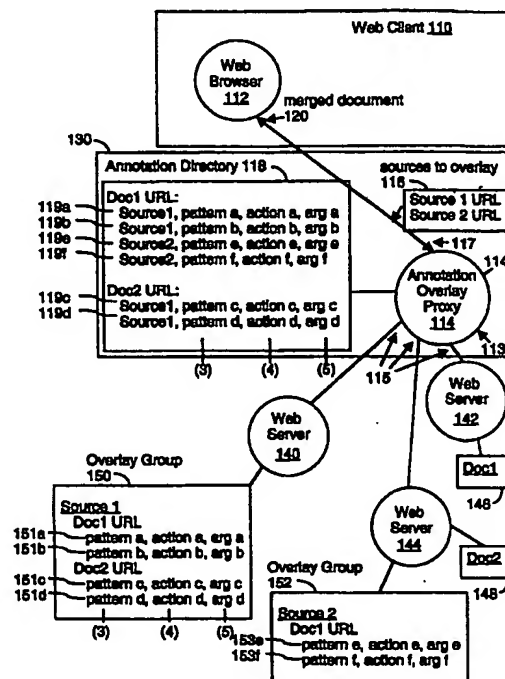 Web Client 110
Web
Browser
112
merged document
120
130
Annotation Directory 118
sources to overlay
116
Source 1 URL
Source 2 URL
Doc1 URL:
119a Source1, pattern a, action a, arg a
119b Source1, pattern b, action b, arg b
119e Source2, pattern e, action e, arg e
119f Source2, pattern f, action f, arg f
117
114
Doc2 URL:
119c Source1, pattern c, action c, arg c
119d Source1, pattern d, action d, arg d
Annotation
Overlay
Proxy
114
(3) (4) (5)
115
113
Web
Server
140
Web
Server
142
Overlay Group
150
Doc1
148
Source 1
Doc1 URL
151a pattern a, action a, arg a
151b pattern b, action b, arg b
Doc2 URL
151c pattern c, action c, arg c
151d pattern d, action d, arg d
(3) (4) (5)
Web
Server
144
Doc2
148
Overlay Group
152
Source 2
Doc1 URL
153e pattern e, action e, arg e
153f pattern f, action f, arg f